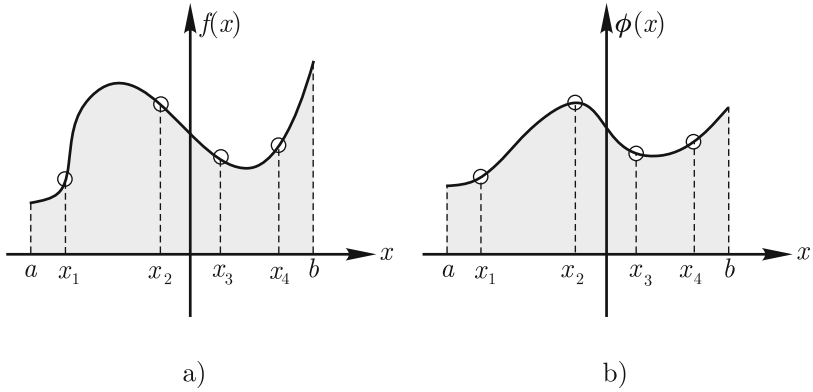 f(x) ϕ(x)
x x
a x₁ x₂ x₃ x₄ b a x₁ x₂ x₃ x₄ b
a) b)